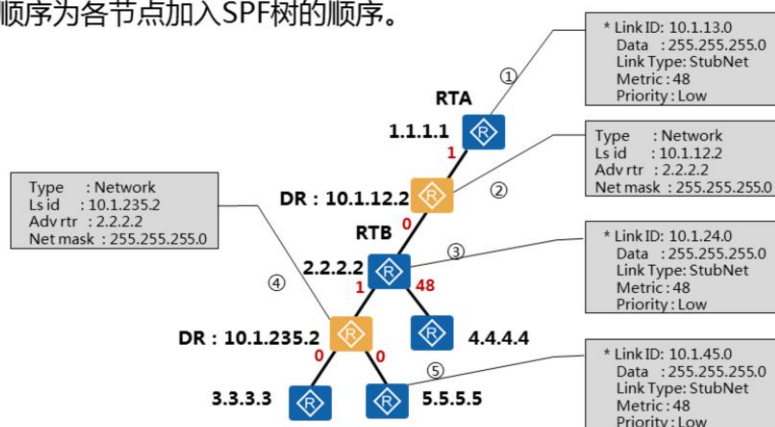 顺序为各节点加入SPF树的顺序。
* Link ID: 10.1.13.0
Data : 255.255.255.0
Link Type: StubNet
Metric : 48
Priority : Low
①
RTA
1.1.1.1
1
Type : Network
Ls id : 10.1.12.2
Adv rtr : 2.2.2.2
Net mask : 255.255.255.0
②
DR : 10.1.12.2
0
Type : Network
Ls id : 10.1.235.2
Adv rtr : 2.2.2.2
Net mask : 255.255.255.0
RTB
③
2.2.2.2
1
48
④
* Link ID: 10.1.24.0
Data : 255.255.255.0
Link Type: StubNet
Metric : 48
Priority : Low
DR : 10.1.235.2
0
0
4.4.4.4
⑤
3.3.3.3
5.5.5.5
* Link ID: 10.1.45.0
Data : 255.255.255.0
Link Type: StubNet
Metric : 48
Priority : Low